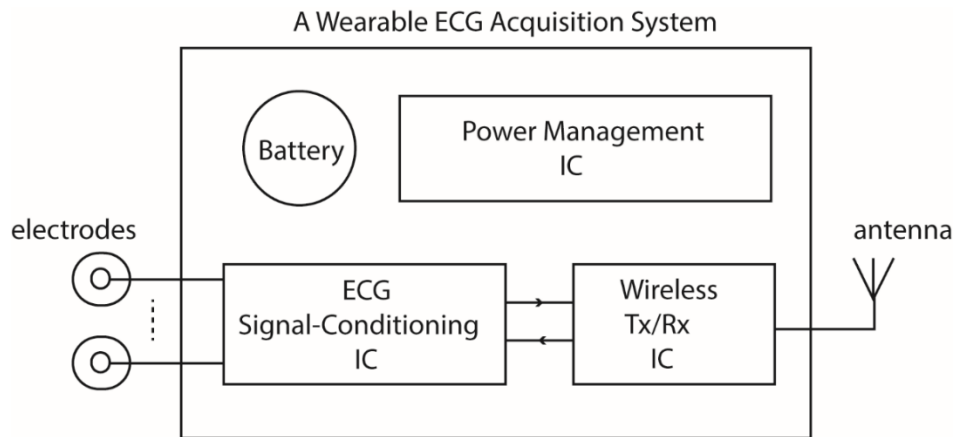 A Wearable ECG Acquisition System
Battery
Power Management
IC
electrodes
antenna
ECG
Signal-Conditioning
IC
Wireless
Tx/Rx
IC